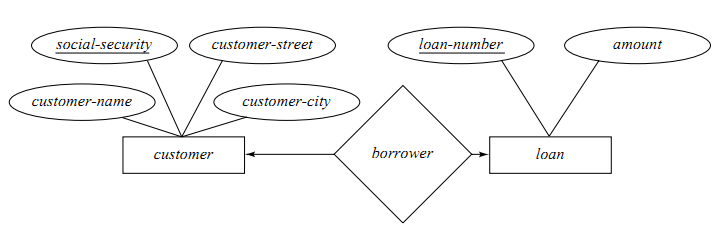 social-security
customer-street
loan-number
amount
customer-name
customer-city
customer
borrower
loan